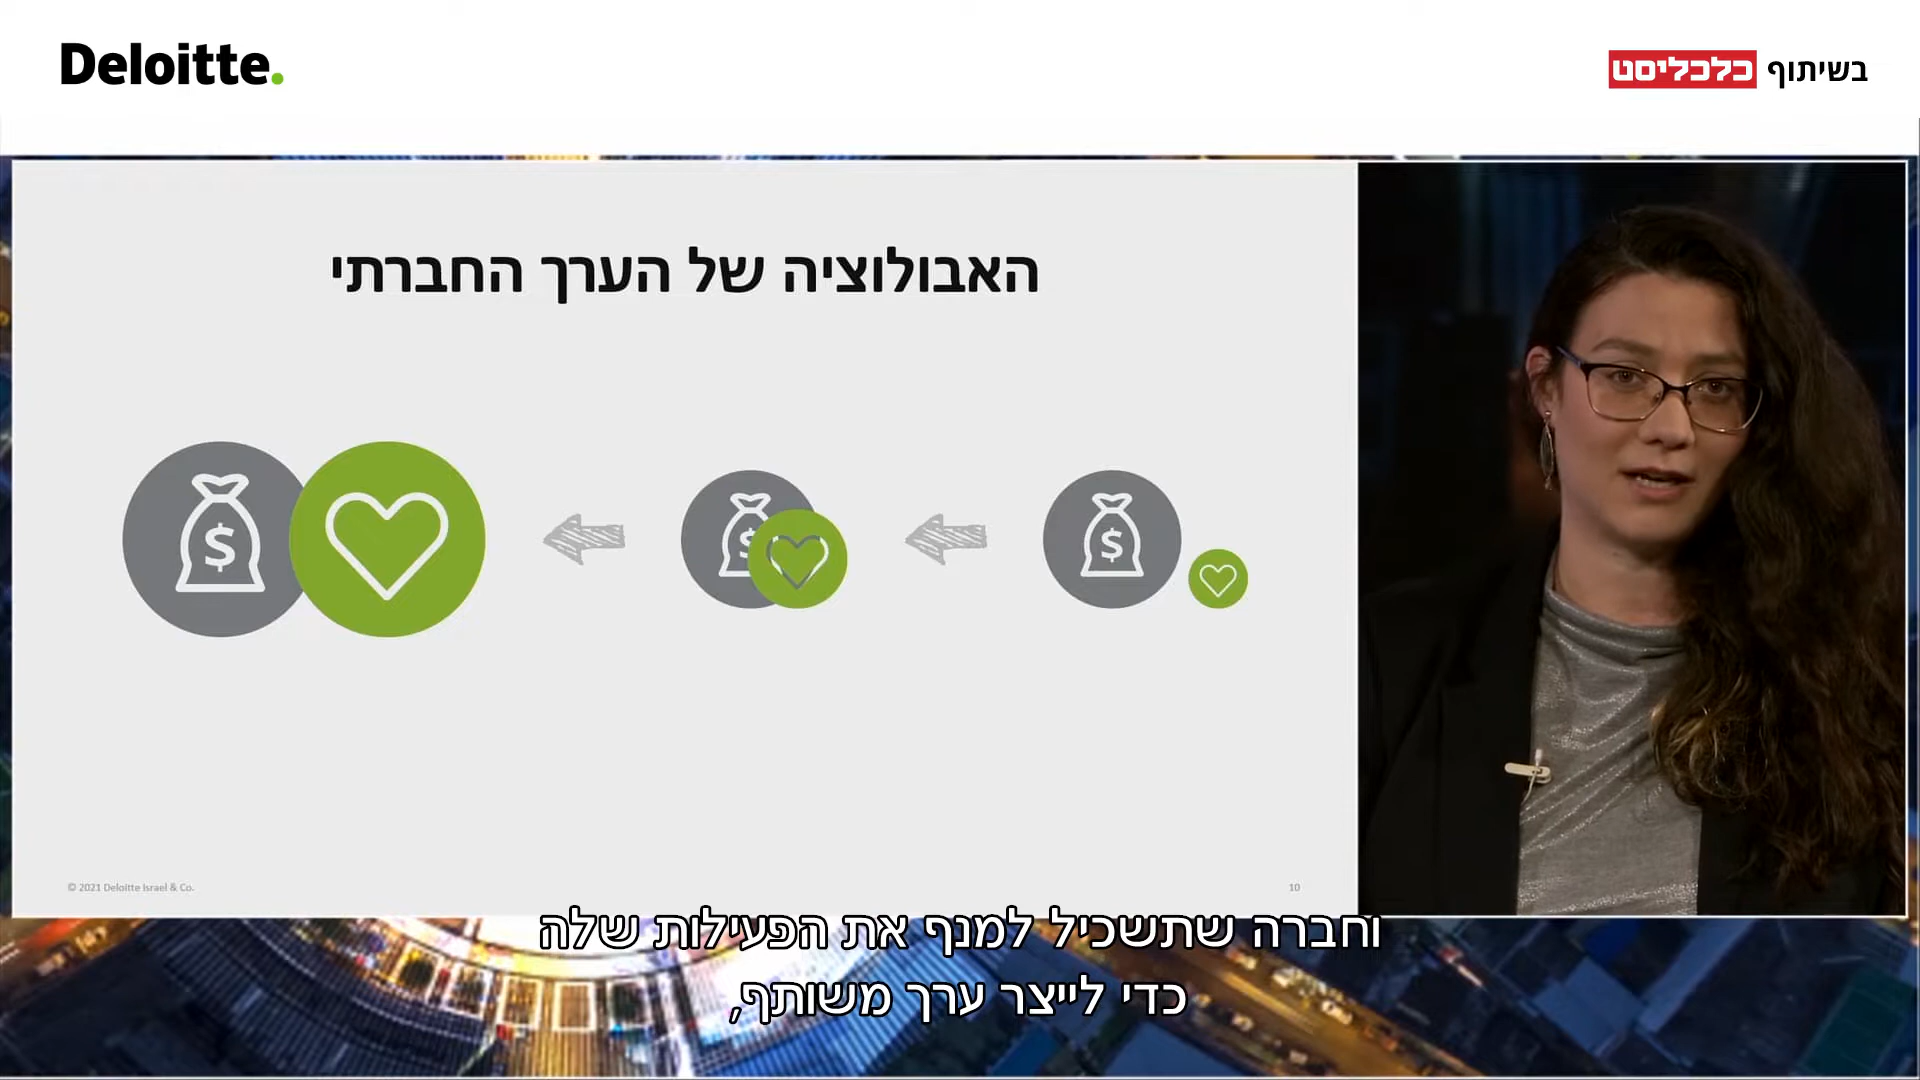 Deloitte.
בשיתוף כלכליסט
האבולוציה של הערך החברתי
$ $ $
© 2021 Deloitte Israel & Co.
10
וחברה שתשכיל למנף את הפעילות שלה
כדי לייצר ערך משותף,